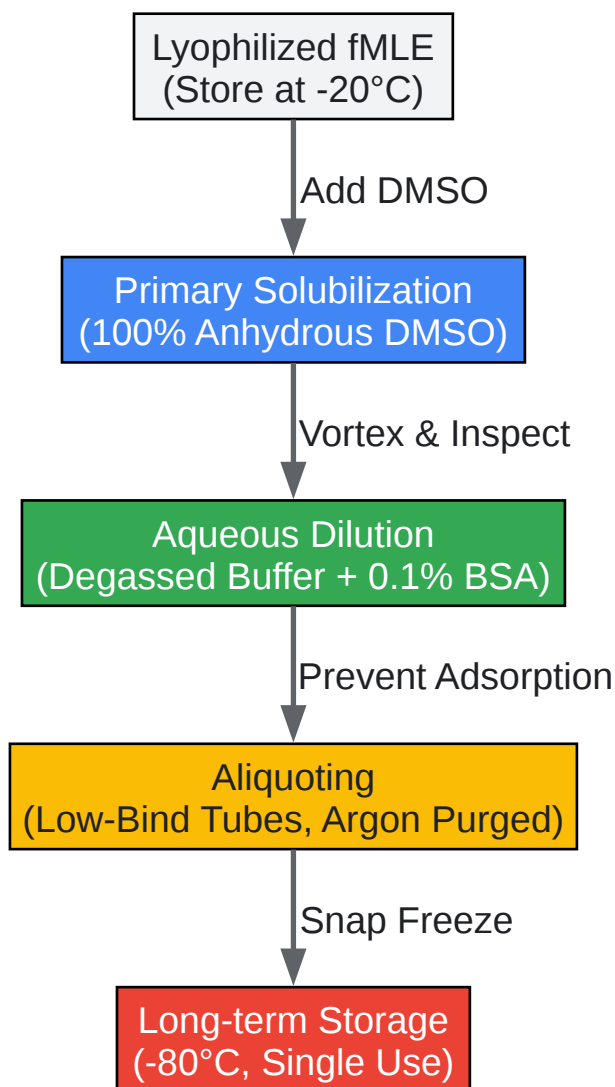 Lyophilized fMLE
(Store at -20°C)
Add DMSO
Primary Solubilization
(100% Anhydrous DMSO)
Vortex & Inspect
Aqueous Dilution
(Degassed Buffer + 0.1% BSA)
Prevent Adsorption
Aliquoting
(Low-Bind Tubes, Argon Purged)
Snap Freeze
Long-term Storage
(-80°C, Single Use)